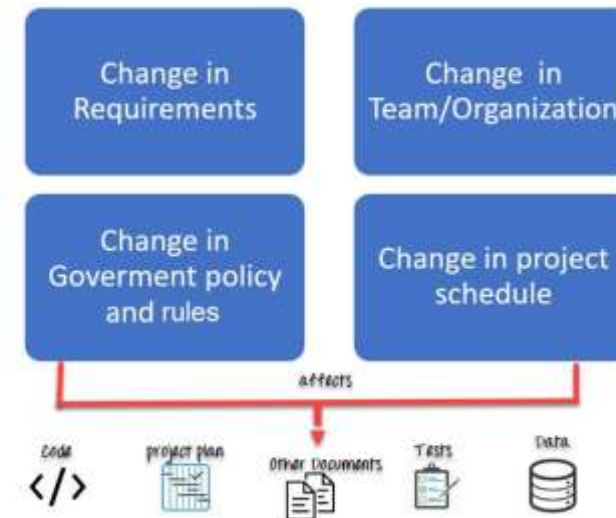 Change in
Requirements
Change in
Team/Organization
Change in
Goverment policy
and rules
Change in project
schedule
affects
Code
project plan
Other Documents
Tests
Data